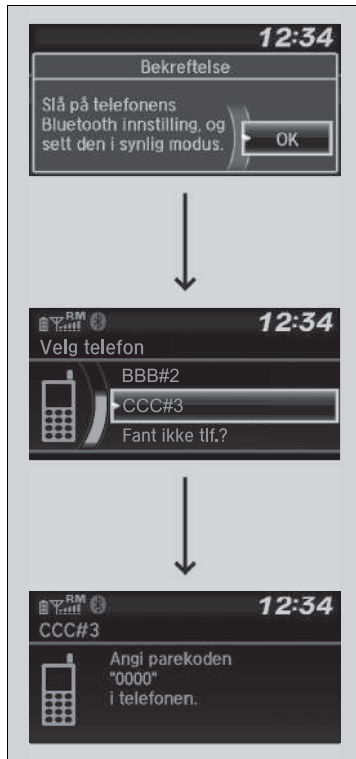 12:34
Bekreftelse
Slå på telefonens
Bluetooth innstilling, og
sett den i synlig modus.
OK
RM
12:34
Velg telefon
BBB#2
CCC#3
Fant ikke tlf.?
RM
12:34
CCC#3
Angi parekoden
"0000"
i telefonen.